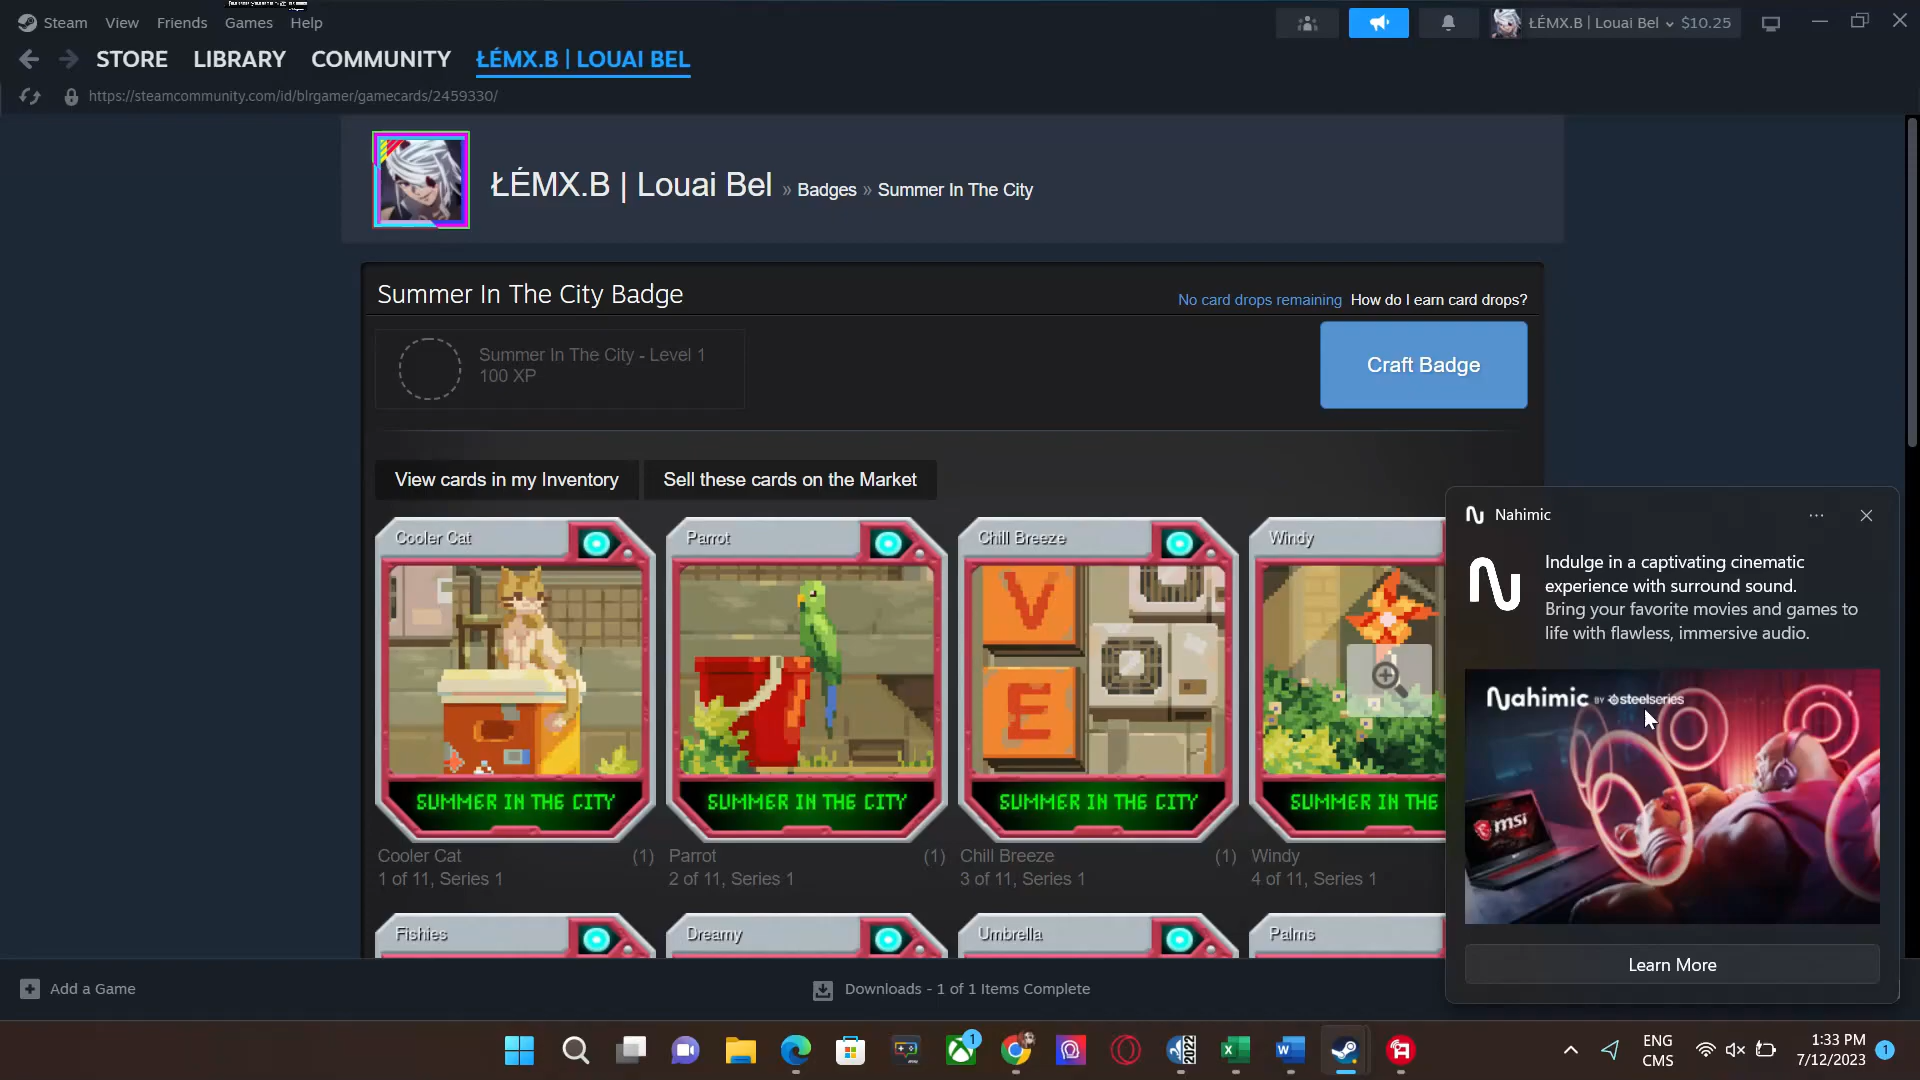 Steam
View
Friends
Games
Help
ŁÉMX.B | Louai Bel
$10.25
STORE
LIBRARY
COMMUNITY
ŁÉMX.B | LOUAI BEL
https://steamcommunity.com/id/blrgamer/gamecards/2459330/
ŁÉMX.B | Louai Bel » Badges » Summer In The City
Summer In The City Badge
No card drops remaining
How do I earn card drops?
Summer In The City - Level 1
100 XP
Craft Badge
View cards in my Inventory
Sell these cards on the Market
Cooler Cat
Parrot
Chill Breeze
Windy
V
E
SUMMER IN THE CITY
SUMMER IN THE CITY
SUMMER IN THE CITY
SUMMER IN THE
Cooler Cat (1)
1 of 11, Series 1
Parrot (1)
2 of 11, Series 1
Chill Breeze (1)
3 of 11, Series 1
Windy
4 of 11, Series 1
Fishies
Dreamy
Umbrella
Palms
Nahimic
Indulge in a captivating cinematic
experience with surround sound.
Bring your favorite movies and games to
life with flawless, immersive audio.
Nahimic BY steelseries
msi
Learn More
Add a Game
Downloads - 1 of 1 Items Complete
1
2022
ENG
CMS
1:33 PM
7/12/2023
1